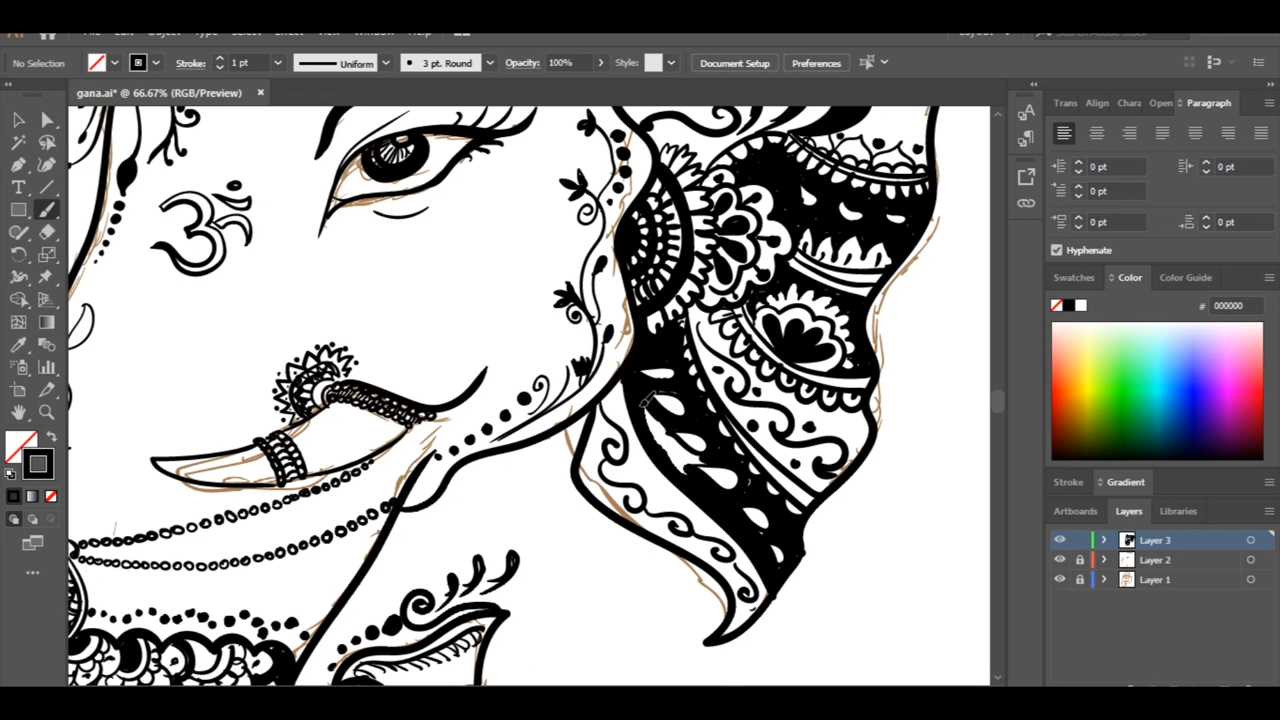 No Selection
Stroke:
1 pt
Uniform
3 pt. Round
Opacity:
100%
Style:
Document Setup
Preferences
gana.ai* @ 66.67% (RGB/Preview)
×
ॐ
Trans
Align
Chara
Open
Paragraph
0 pt
0 pt
0 pt
0 pt
0 pt
Hyphenate
Swatches
Color
Color Guide
# 000000
Stroke
Gradient
Artboards
Layers
Libraries
Layer 3
Layer 2
Layer 1